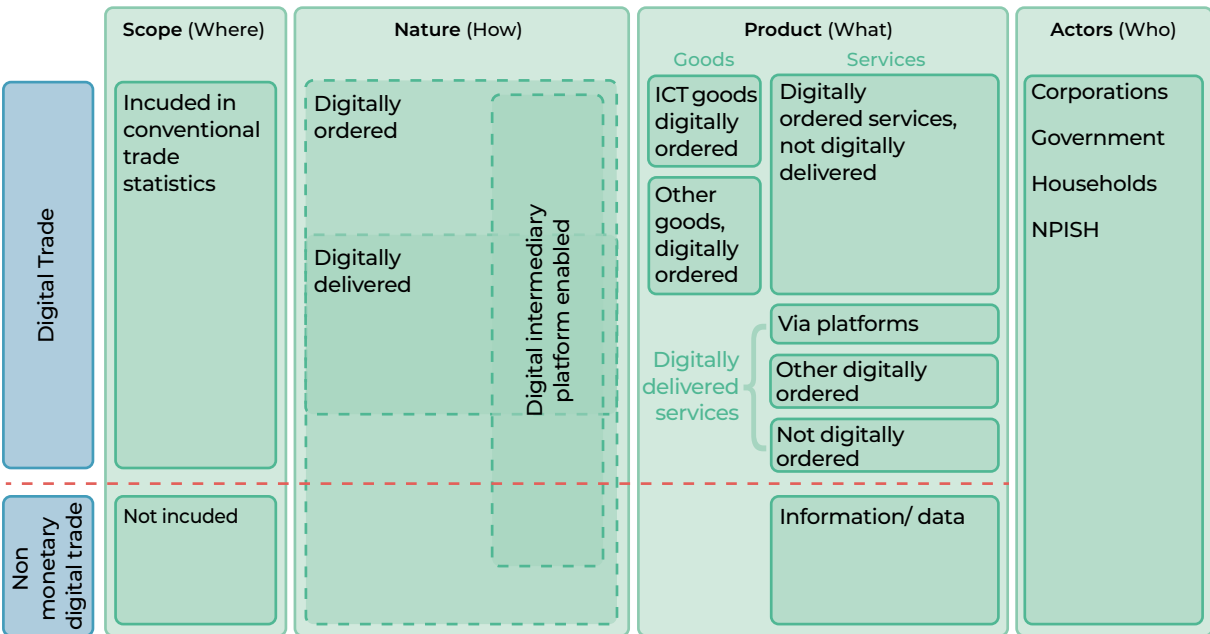 Scope (Where)
Nature (How)
Product (What)
Actors (Who)
Goods
Services
Digital Trade
Incuded in
conventional
trade
statistics
Digitally
ordered
Digitally
delivered
Digital intermediary
platform enabled
ICT goods
digitally
ordered
Other
goods,
digitally
ordered
Digitally
ordered services,
not digitally
delivered
Digitally
delivered
services
Via platforms
Other digitally
ordered
Not digitally
ordered
Corporations
Government
Households
NPISH
Non
monetary
digital trade
Not incuded
Information/ data